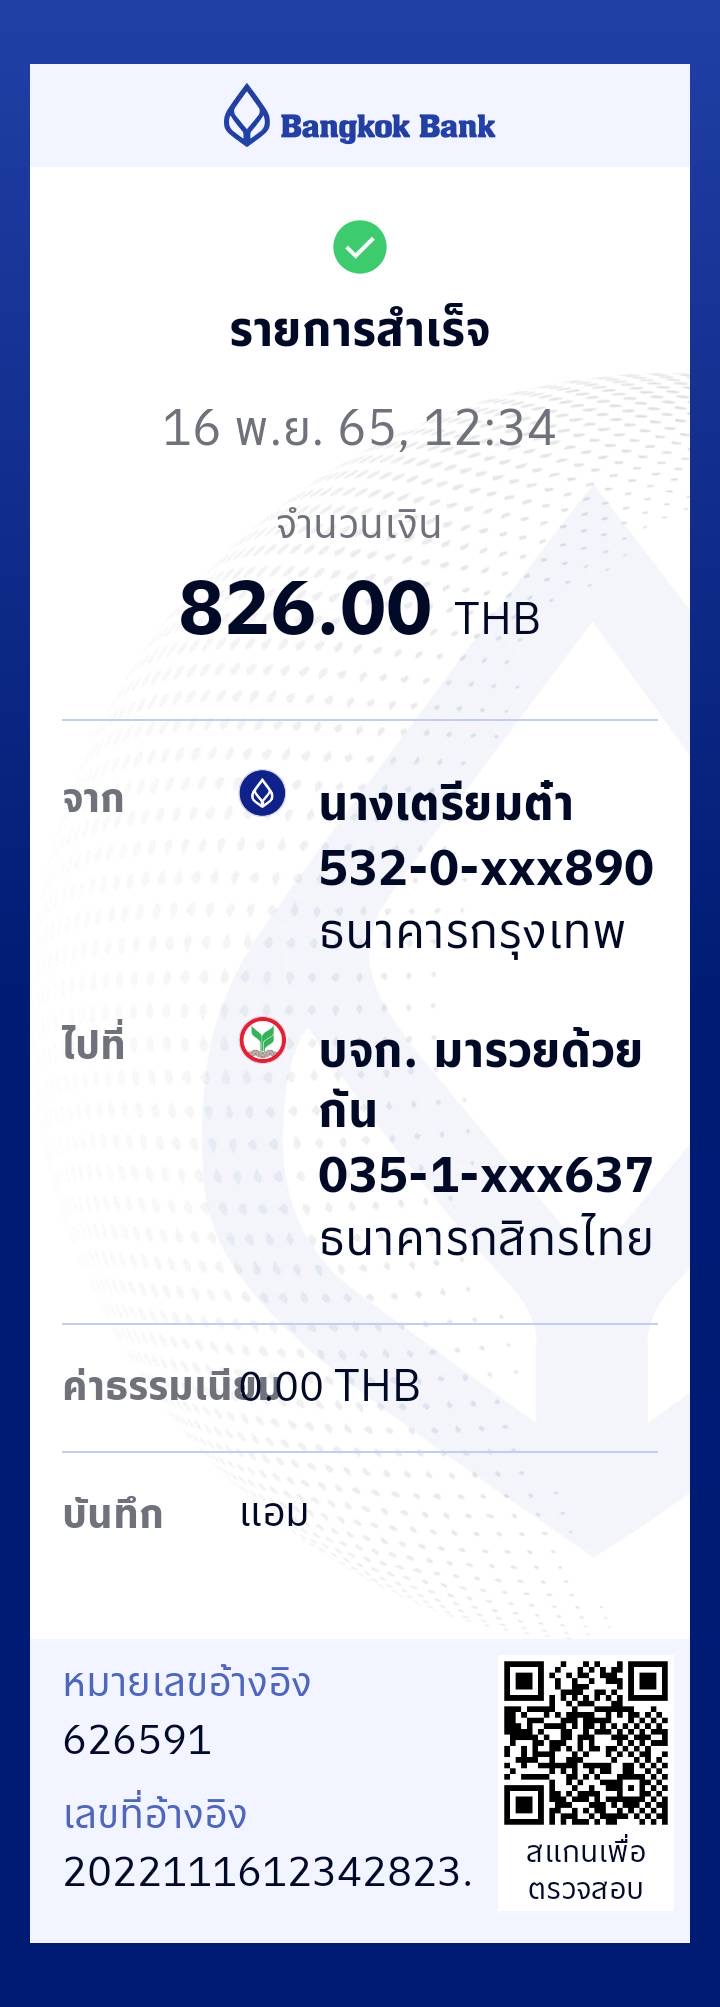 Bangkok Bank
รายการสำเร็จ
16 พ.ย. 65, 12:34
จำนวนเงิน
826.00 THB
จาก
นางเตรียมต๋า
532-0-xxx890
ธนาคารกรุงเทพ
ไปที่
บจก. มารวยด้วย
กัน
035-1-xxx637
ธนาคารกสิกรไทย
ค่าธรรมเนียม 0.00 THB
บันทึก แอม
หมายเลขอ้างอิง
626591
เลขที่อ้างอิง
2022111612342823.
สแกนเพื่อ
ตรวจสอบ